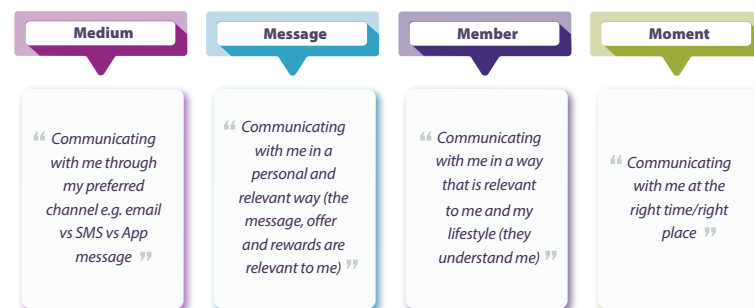 Medium
“ Communicating
with me through
my preferred
channel e.g. email
vs SMS vs App
message ”
Message
“ Communicating
with me in a
personal and
relevant way (the
message, offer
and rewards are
relevant to me) ”
Member
“ Communicating
with me in a way
that is relevant
to me and my
lifestyle (they
understand me) ”
Moment
“ Communicating
with me at the
right time/right
place ”